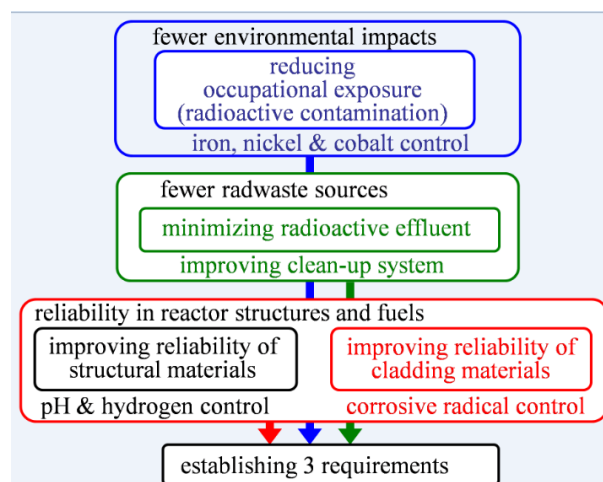 fewer environmental impacts
reducing
occupational exposure
(radioactive contamination)
iron, nickel & cobalt control
fewer radwaste sources
minimizing radioactive effluent
improving clean-up system
reliability in reactor structures and fuels
improving reliability of
structural materials
improving reliability of
cladding materials
pH & hydrogen control
corrosive radical control
establishing 3 requirements